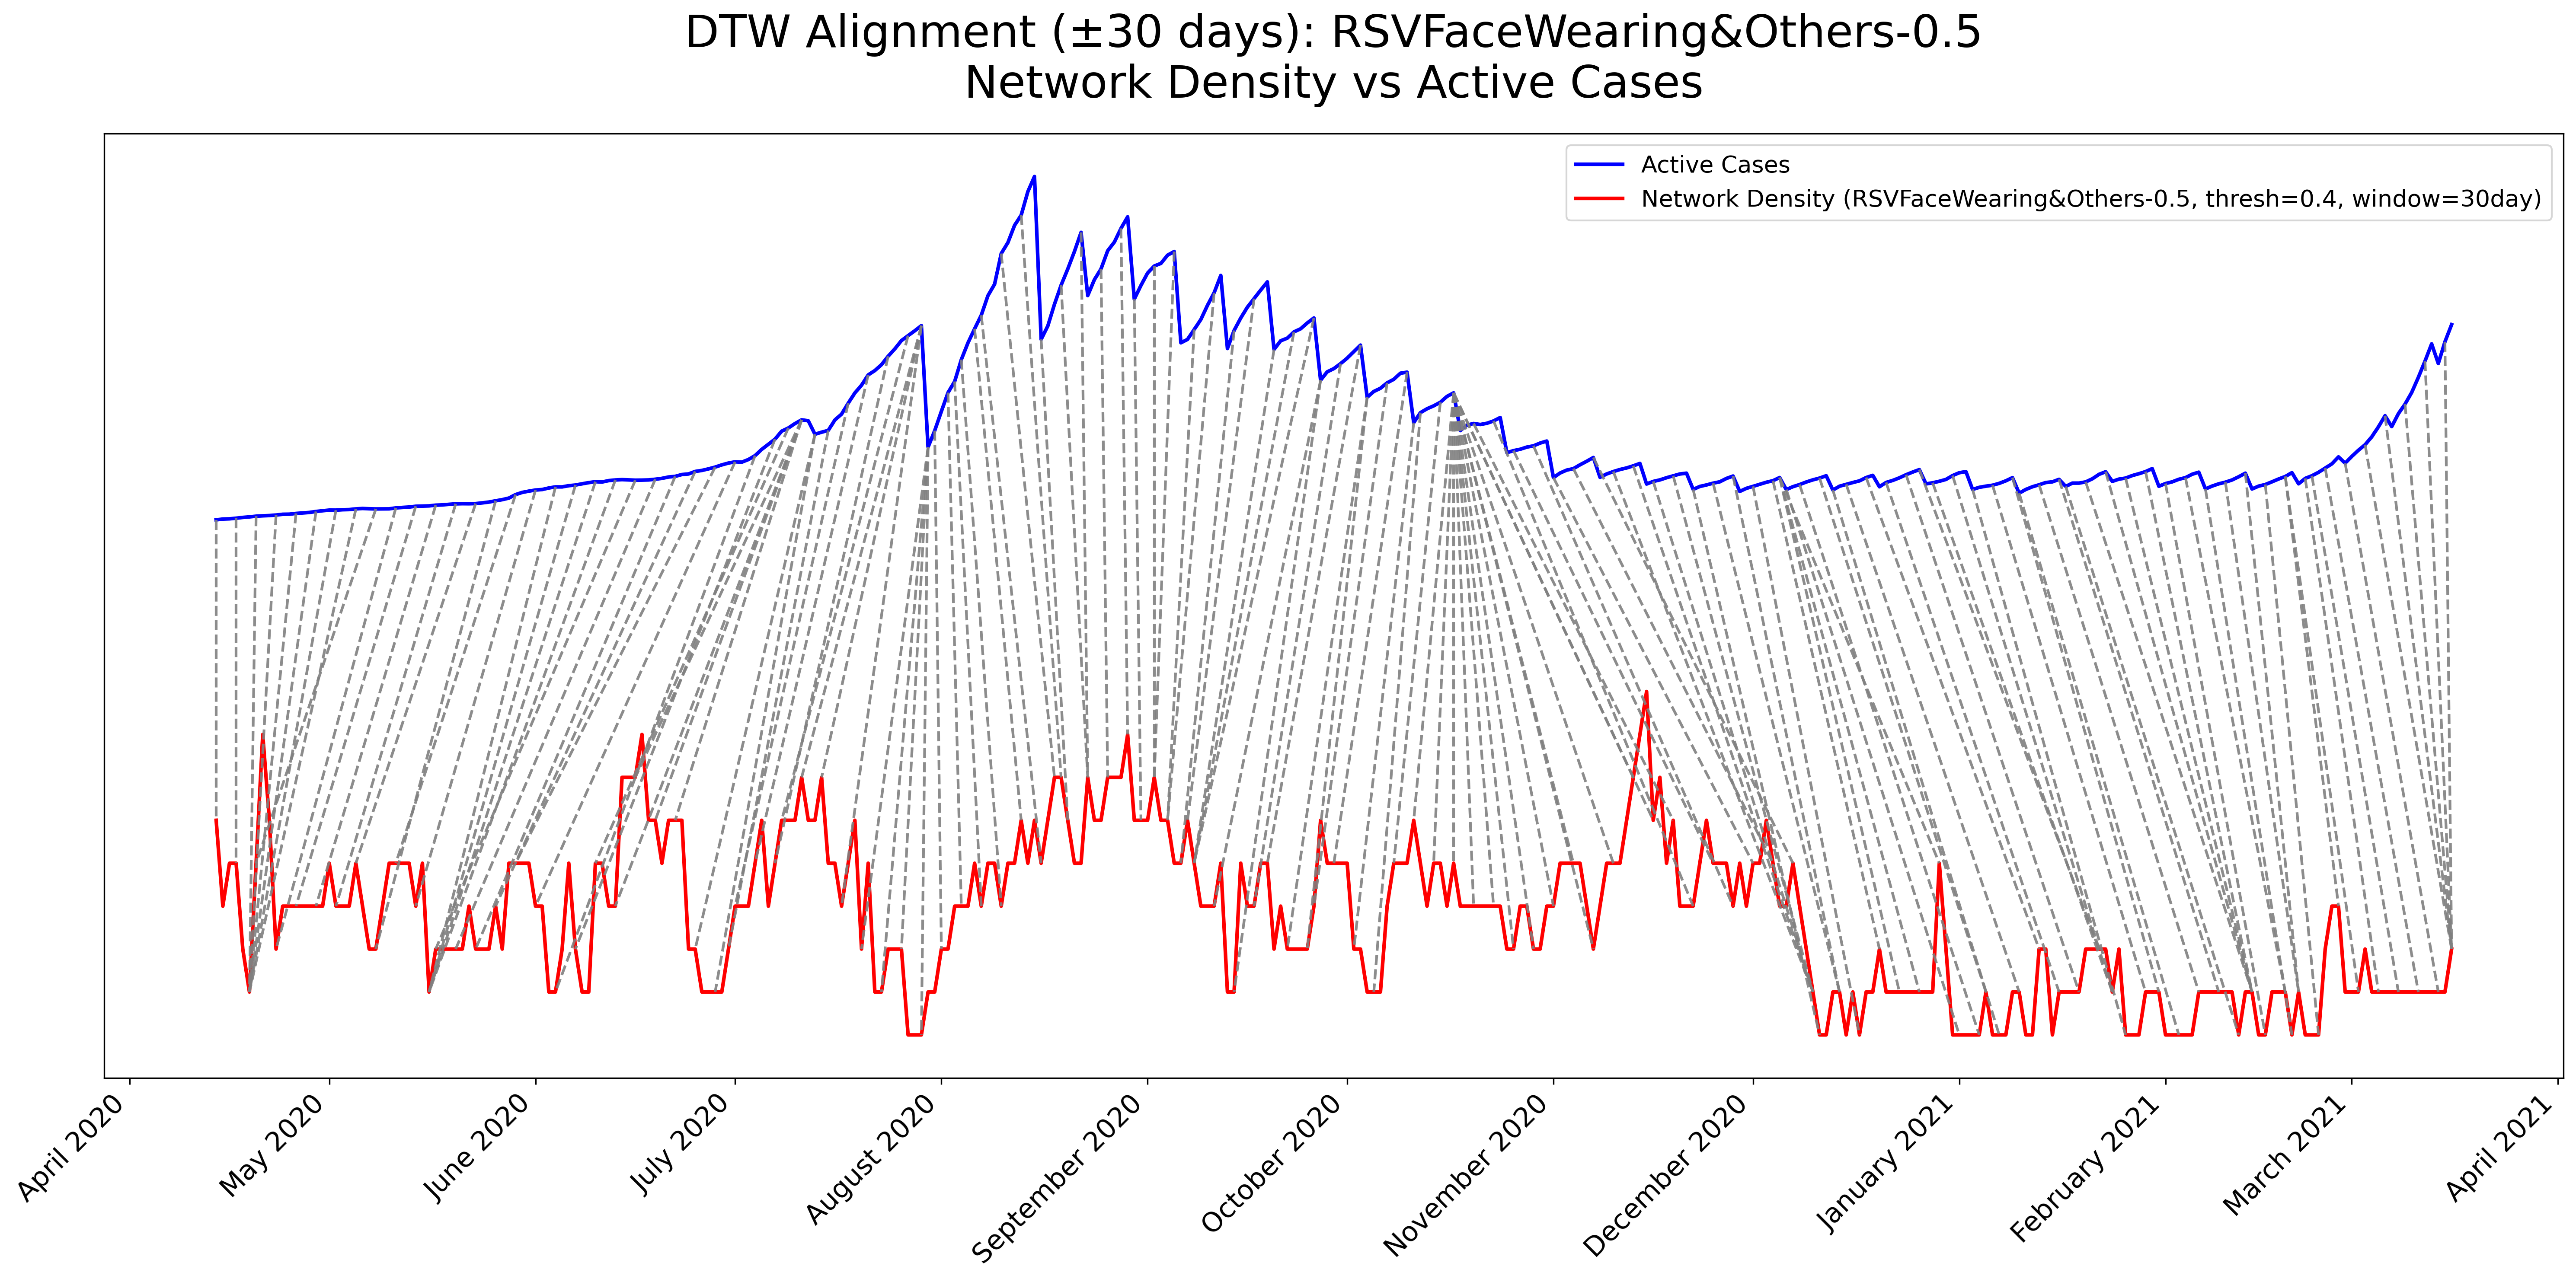 DTW Alignment (±30 days): RSVFaceWearing&Others-0.5
Network Density vs Active Cases
Active Cases
Network Density (RSVFaceWearing&Others-0.5, thresh=0.4, window=30day)
April 2020
May 2020
June 2020
July 2020
August 2020
September 2020
October 2020
November 2020
December 2020
January 2021
February 2021
March 2021
April 2021